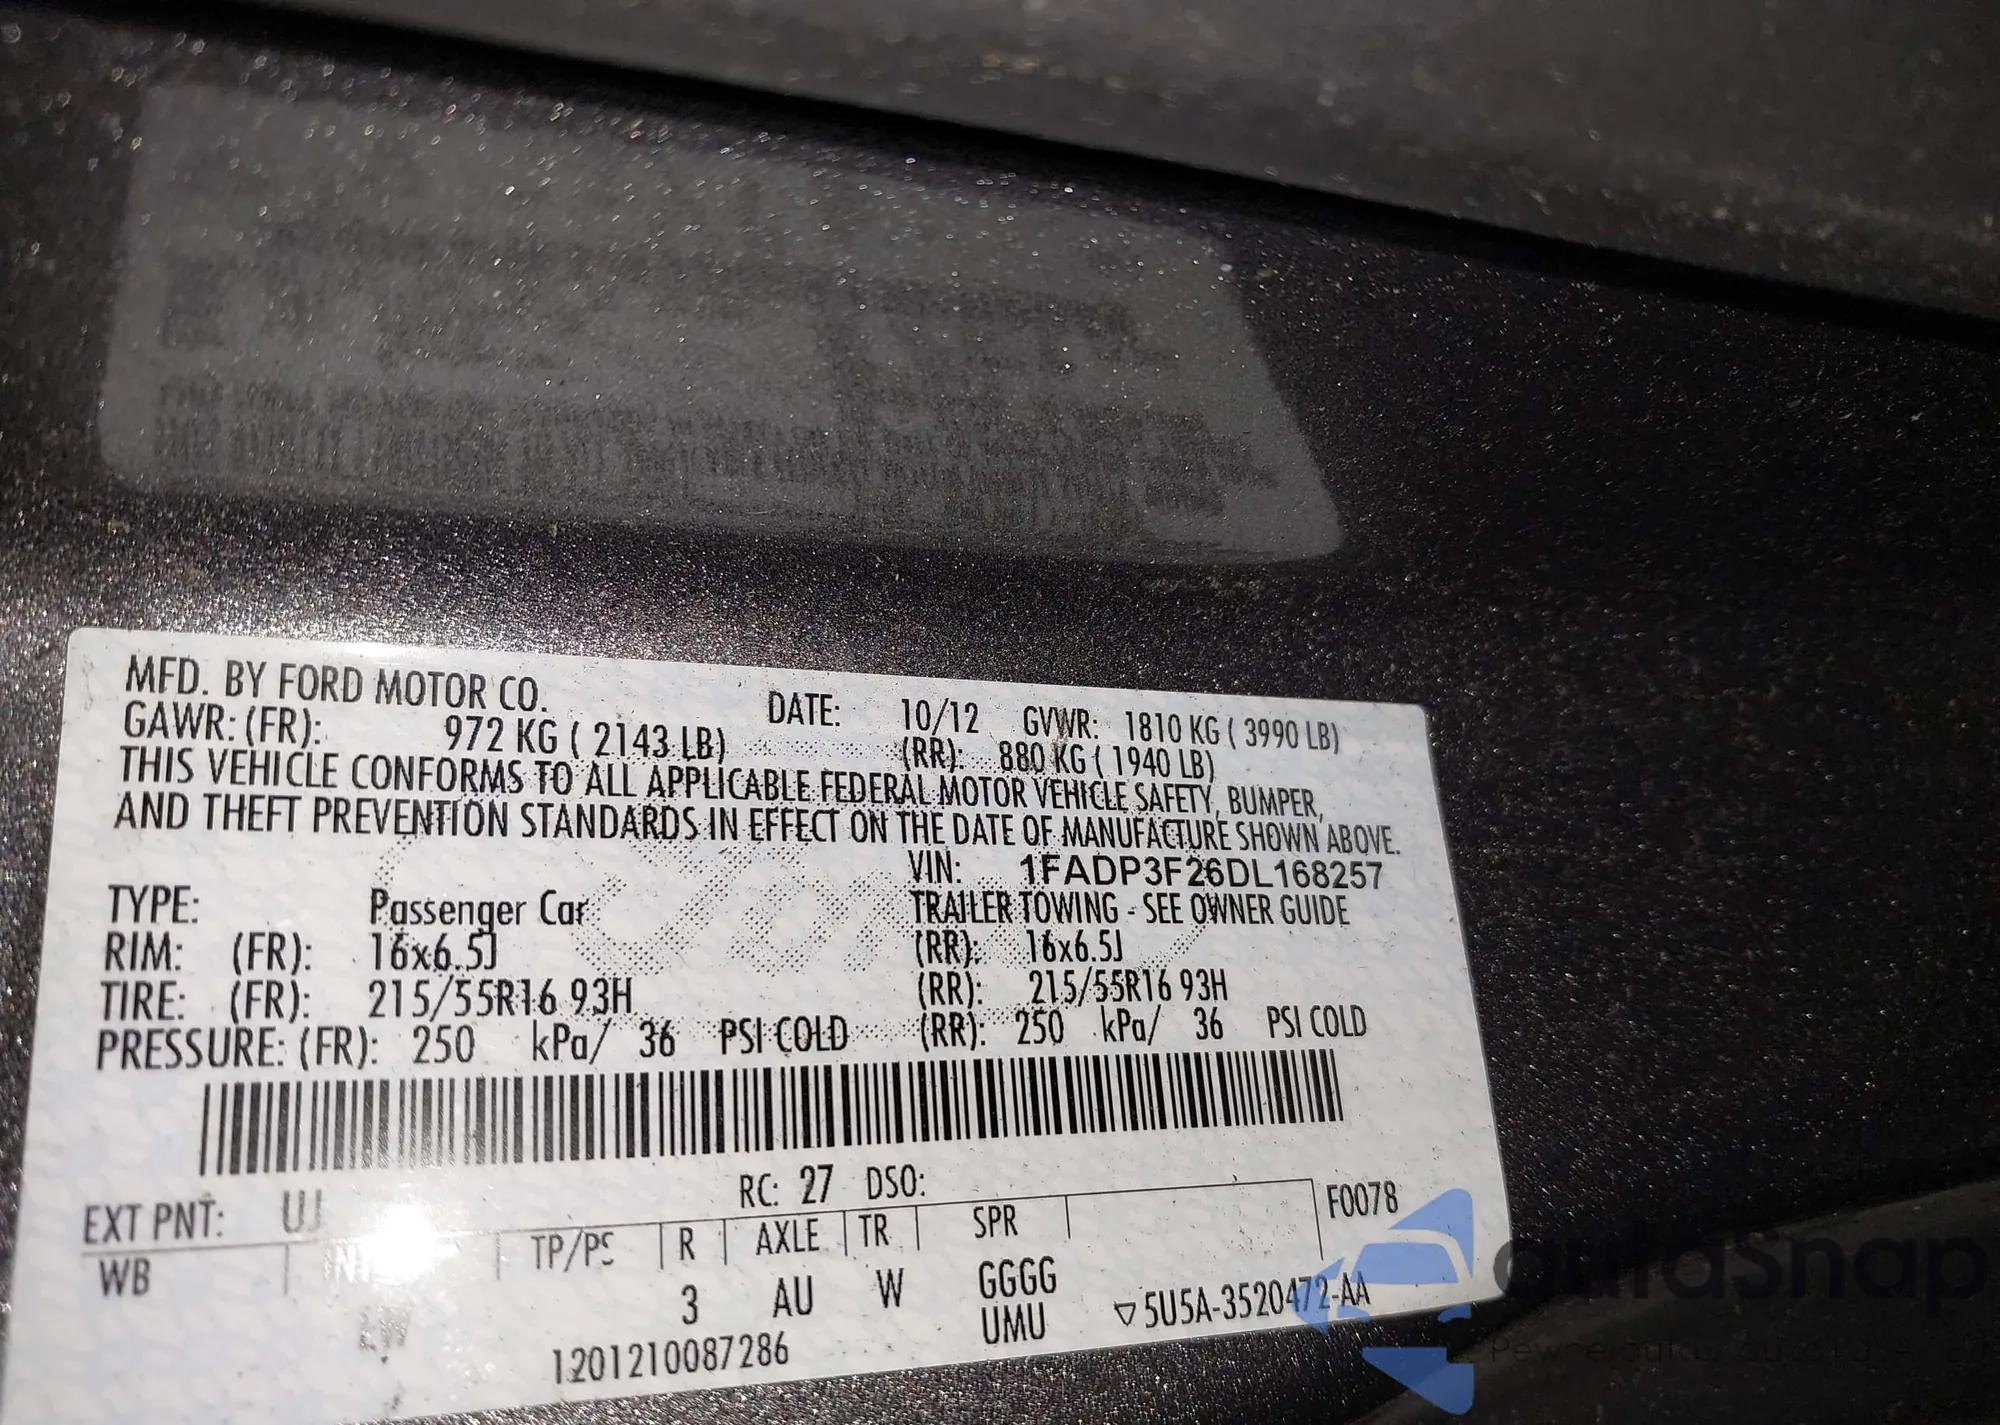 MFD. BY FORD MOTOR CO. DATE: 10/12 GVWR: 1810 KG ( 3990 LB)
GAWR: (FR): 972 KG ( 2143 LB) (RR): 880 KG ( 1940 LB)
THIS VEHICLE CONFORMS TO ALL APPLICABLE FEDERAL MOTOR VEHICLE SAFETY, BUMPER,
AND THEFT PREVENTION STANDARDS IN EFFECT ON THE DATE OF MANUFACTURE SHOWN ABOVE.
VIN: 1FADP3F26DL168257
TYPE: Passenger Car TRAILER TOWING - SEE OWNER GUIDE
RIM: (FR): 16x6.5J (RR): 16x6.5J
TIRE: (FR): 215/55R16 93H (RR): 215/55R16 93H
PRESSURE: (FR): 250 kPa/ 36 PSI COLD (RR): 250 kPa/ 36 PSI COLD
RC: 27 DSO:
EXT PNT: UJ F0078
WB TP/PS R AXLE TR SPR
3 AU W GGGG
UMU ▽ 5U5A-3520472-AA
1201210087286
autaSnap